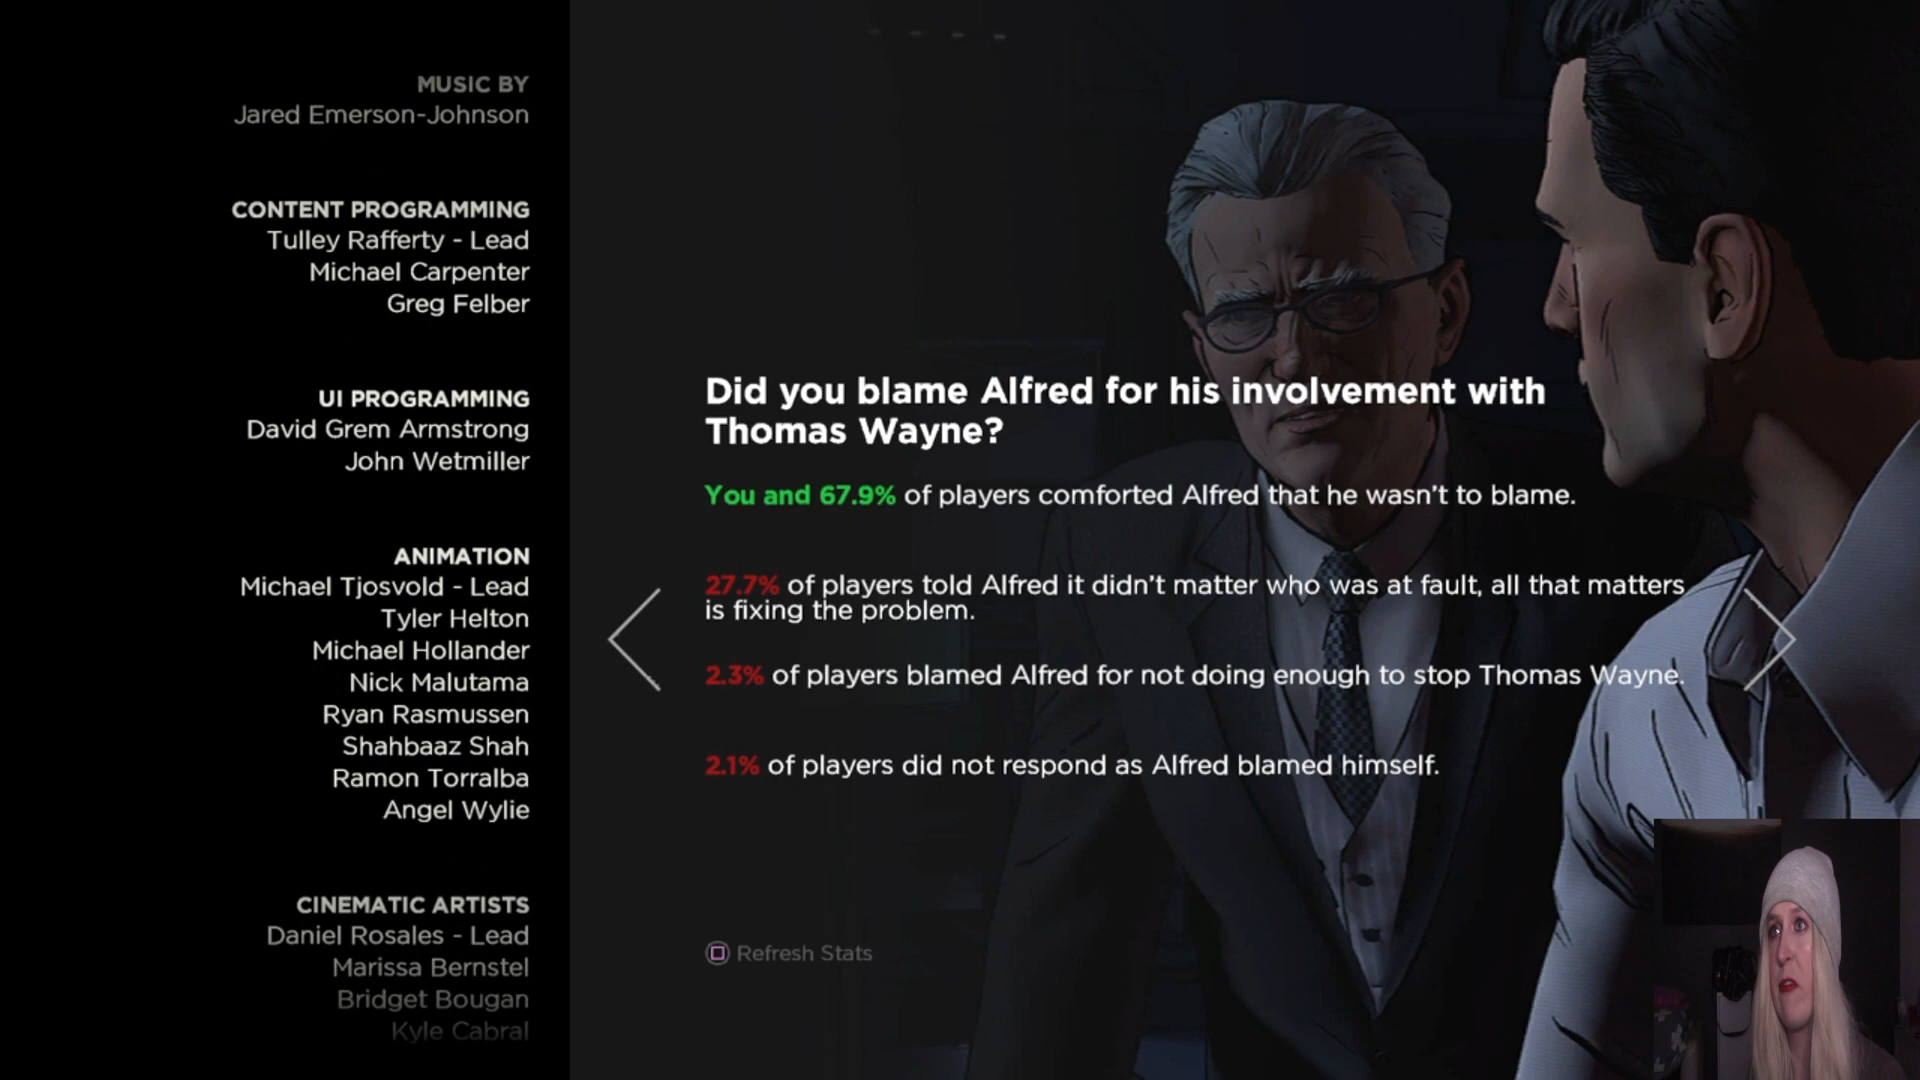 MUSIC BY
Jared Emerson-Johnson
CONTENT PROGRAMMING
Tulley Rafferty - Lead
Michael Carpenter
Greg Felber
UI PROGRAMMING
David Grem Armstrong
John Wetmiller
ANIMATION
Michael Tjosvold - Lead
Tyler Helton
Michael Hollander
Nick Malutama
Ryan Rasmussen
Shahbaaz Shah
Ramon Torralba
Angel Wylie
CINEMATIC ARTISTS
Daniel Rosales - Lead
Marissa Bernstel
Bridget Bougan
Kyle Cabral
Did you blame Alfred for his involvement with
Thomas Wayne?
You and 67.9% of players comforted Alfred that he wasn't to blame.
27.7% of players told Alfred it didn't matter who was at fault, all that matters
is fixing the problem.
2.3% of players blamed Alfred for not doing enough to stop Thomas Wayne.
2.1% of players did not respond as Alfred blamed himself.
Refresh Stats